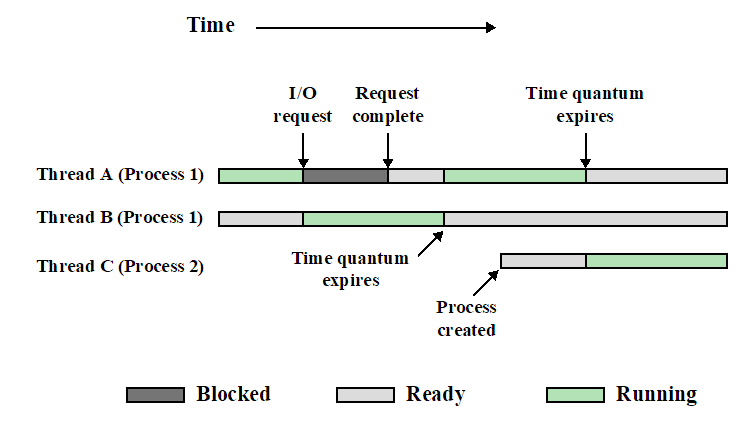 Time
I/O
request
Request
complete
Time quantum
expires
Thread A (Process 1)
Thread B (Process 1)
Time quantum
expires
Thread C (Process 2)
Process
created
Blocked
Ready
Running